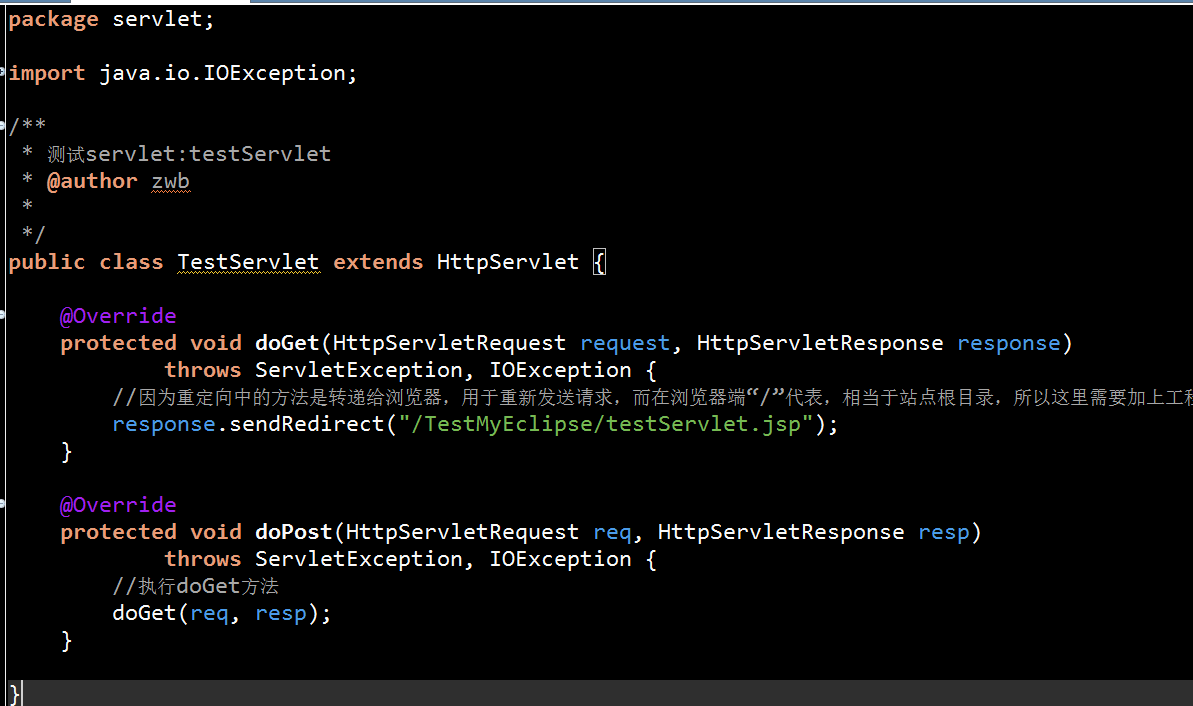 package servlet;
import java.io.IOException;
/**
* 测试servlet:testServlet
* @author zwb
*
*/
public class TestServlet extends HttpServlet {
@Override
protected void doGet(HttpServletRequest request, HttpServletResponse response)
throws ServletException, IOException {
//因为重定向中的方法是转递给浏览器，用于重新发送请求，而在浏览器端“/”代表，相当于站点根目录，所以这里需要加上工程
response.sendRedirect("/TestMyEclipse/testServlet.jsp");
}
@Override
protected void doPost(HttpServletRequest req, HttpServletResponse resp)
throws ServletException, IOException {
//执行doGet方法
doGet(req, resp);
}
}